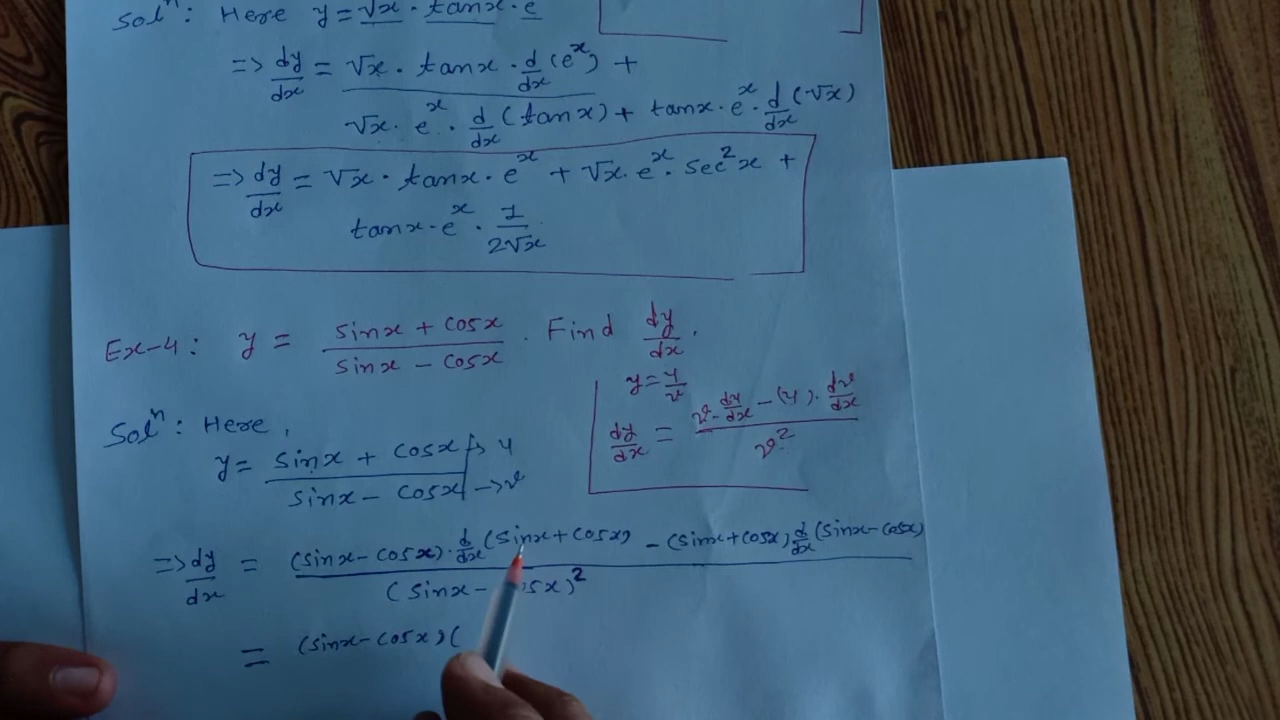 Solⁿ: Here y = √x · tanx · e
=> dy/dx = √x · tanx · d/dx (eˣ) +
√x · eˣ · d/dx (tanx) + tanx · eˣ · d/dx (√x)
=> dy/dx = √x · tanx · eˣ + √x · eˣ · sec²x +
tanx · eˣ · 1/2√x
Ex-4: y = sinx + cosx / sinx - cosx . Find dy/dx.
y = u/v
dy/dx = v · du/dx - (u) · dv/dx / v²
Solⁿ: Here,
y = sinx + cosx -> u / sinx - cosx -> v
=> dy/dx = (sinx - cosx) · d/dx (sinx + cosx) - (sinx + cosx) d/dx (sinx - cosx) / (sinx - cosx)²
= (sinx - cosx) (